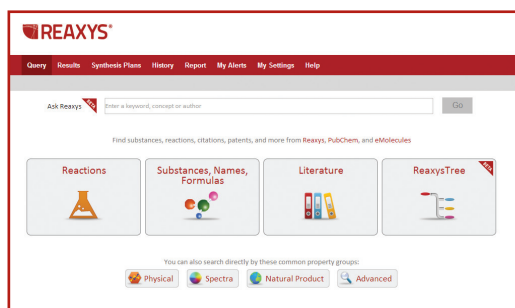 REAXYS®
Query Results Synthesis Plans History Report My Alerts My Settings Help
Ask Reaxys Enter a keyword, concept or author Go
Find substances, reactions, citations, patents, and more from Reaxys, PubChem, and eMolecules
Reactions
Substances, Names,
Formulas
Literature
ReaxysTree
You can also search directly by these common property groups:
Physical Spectra Natural Product Advanced